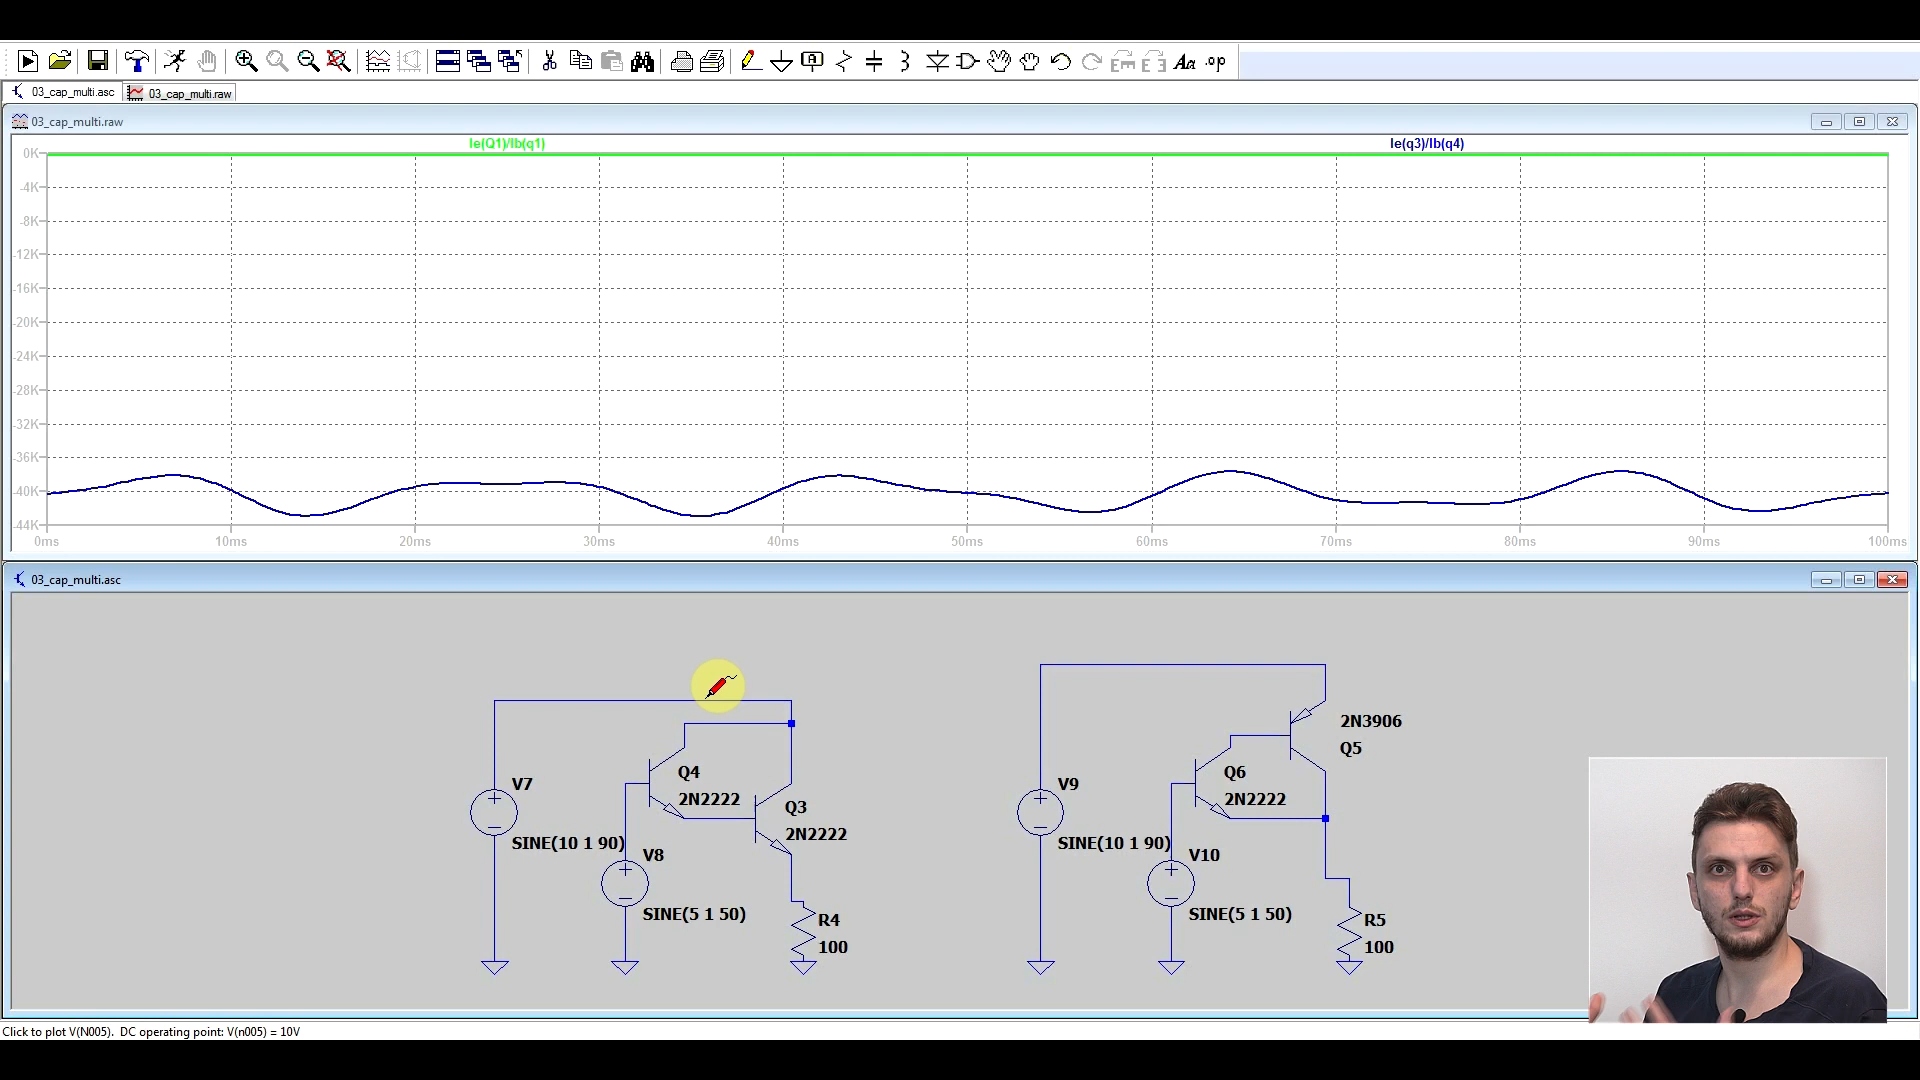 03_cap_multi.asc
03_cap_multi.raw
03_cap_multi.raw
Ie(Q1)/Ib(q1)
Ie(q3)/Ib(q4)
0K
-4K
-8K
-12K
-16K
-20K
-24K
-28K
-32K
-36K
-40K
-44K
0ms
10ms
20ms
30ms
40ms
50ms
60ms
70ms
80ms
90ms
100ms
03_cap_multi.asc
V7
SINE(10 1 90)
Q4
2N2222
Q3
2N2222
V8
SINE(5 1 50)
R4
100
2N3906
Q5
V9
SINE(10 1 90)
Q6
2N2222
V10
SINE(5 1 50)
R5
100
Click to plot V(N005). DC operating point: V(n005) = 10V
Aa
.op